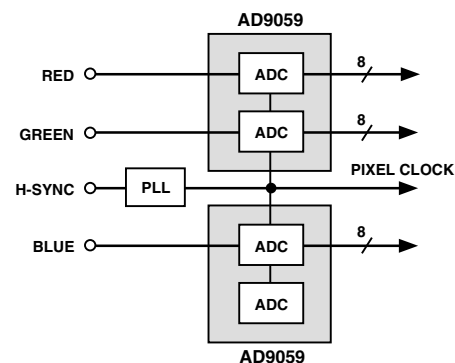 AD9059
RED
ADC
8
GREEN
ADC
8
H-SYNC
PLL
PIXEL CLOCK
BLUE
ADC
8
ADC
AD9059